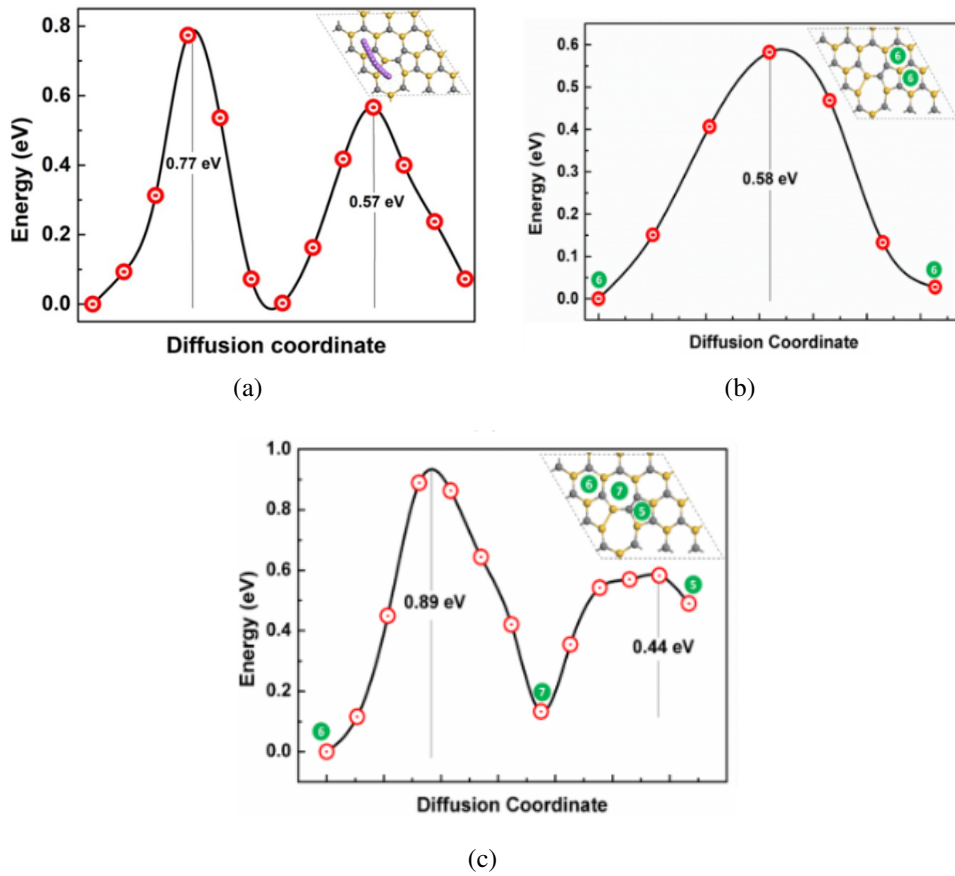 0.8
0.6
0.4
0.2
0.0
Energy (eV)
0.77 eV
0.57 eV
Diffusion coordinate
(a)
0.6
0.5
0.4
0.3
0.2
0.1
0.0
Energy (eV)
6
6
0.58 eV
6
6
Diffusion Coordinate
(b)
1.0
0.8
0.6
0.4
0.2
0.0
Energy (eV)
6
7
5
0.89 eV
5
0.44 eV
7
6
Diffusion Coordinate
(c)